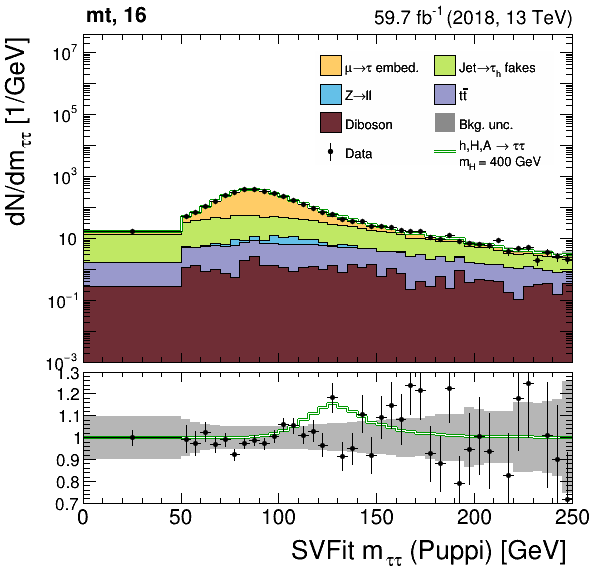 mt, 16
59.7 fb⁻¹ (2018, 13 TeV)
dN/dm_ττ [1/GeV]
10⁷
10⁵
10³
10
10⁻¹
10⁻³
μ→τ embed.
Jet→τ_h fakes
Z→ll
tt̄
Diboson
Bkg. unc.
Data
h,H,A → ττ
m_H = 400 GeV
1.3
1.2
1.1
1
0.9
0.8
0.7
0 50 100 150 200 250
SVFit m_ττ (Puppi) [GeV]